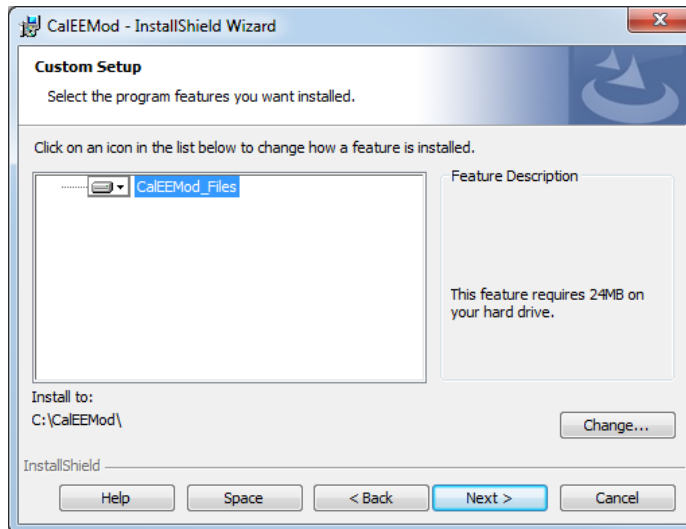 CalEEMod - InstallShield Wizard
Custom Setup
Select the program features you want installed.
Click on an icon in the list below to change how a feature is installed.
CalEEMod_Files
Feature Description
This feature requires 24MB on
your hard drive.
Install to:
C:\CalEEMod\
Change...
InstallShield
Help
Space
< Back
Next >
Cancel